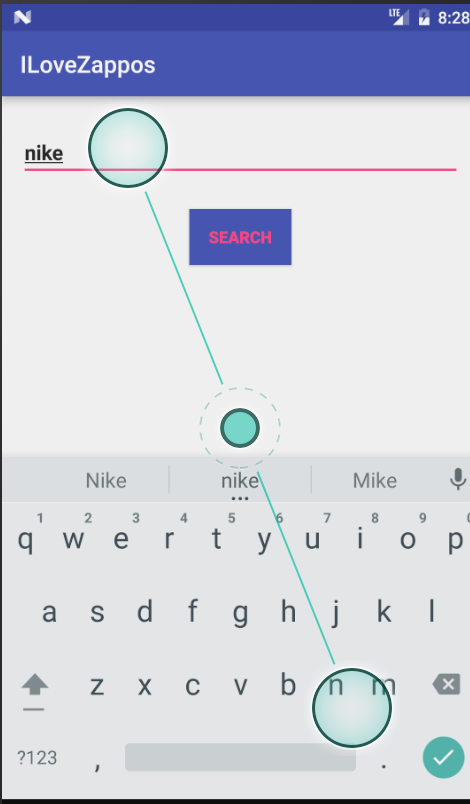 LTE 8:28
ILoveZappos
nike
SEARCH
Nike nike Mike
1 2 3 4 5 6 7 8 9 0
q w e r t y u i o p
a s d f g h j k l
z x c v b n m
?123 , .